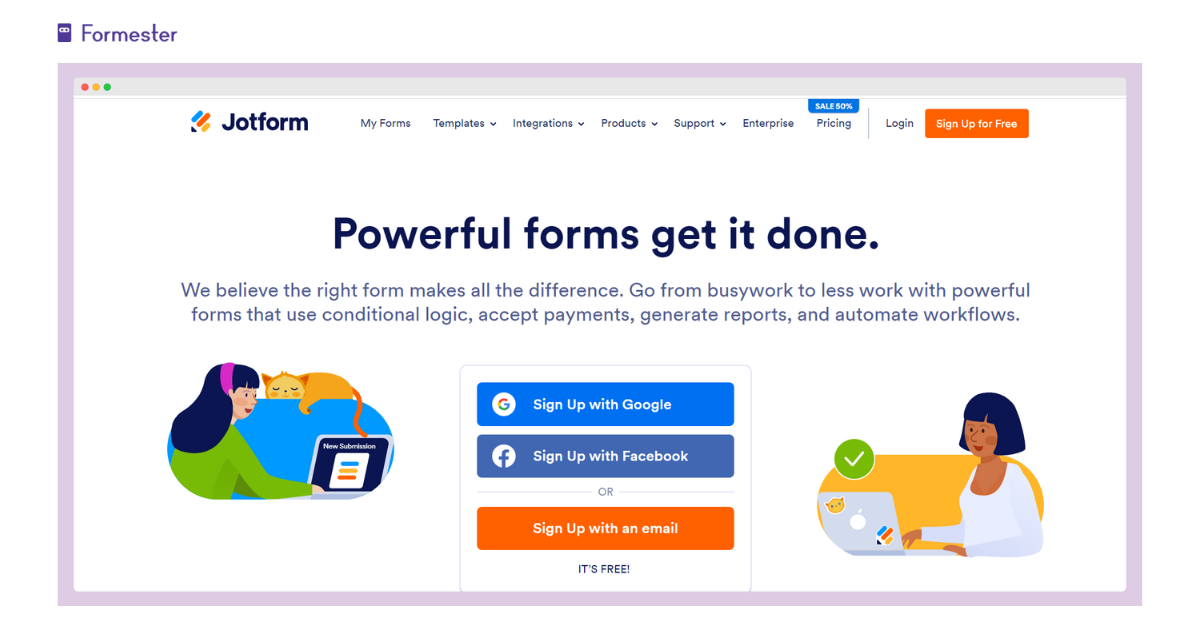 Formester
SALE 50%
Jotform My Forms Templates Integrations Products Support Enterprise Pricing Login Sign Up for Free
Powerful forms get it done.
We believe the right form makes all the difference. Go from busywork to less work with powerful
forms that use conditional logic, accept payments, generate reports, and automate workflows.
New Submission
Sign Up with Google
Sign Up with Facebook
OR
Sign Up with an email
IT'S FREE!